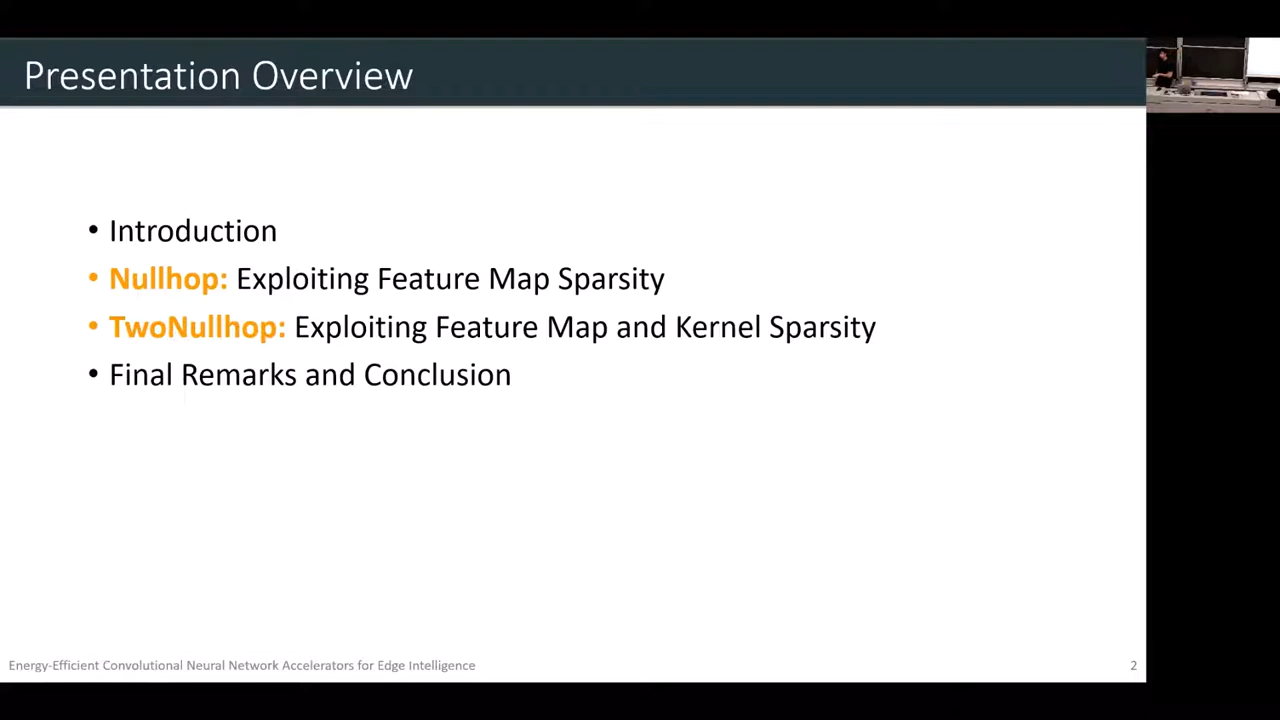 Presentation Overview
• Introduction
• Nullhop: Exploiting Feature Map Sparsity
• TwoNullhop: Exploiting Feature Map and Kernel Sparsity
• Final Remarks and Conclusion
Energy-Efficient Convolutional Neural Network Accelerators for Edge Intelligence
2